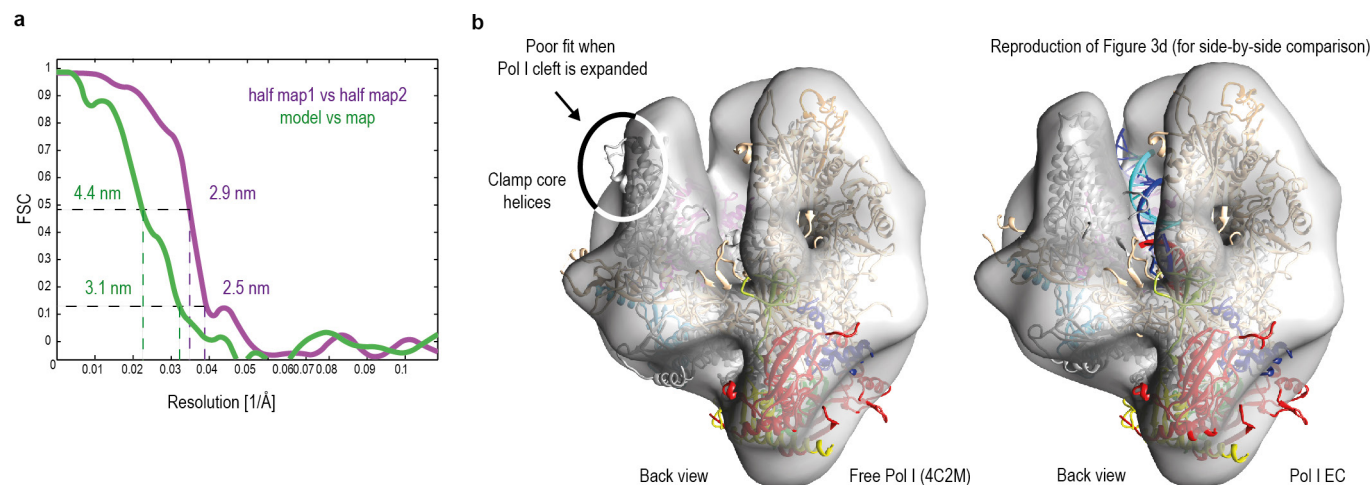 a
1
0.9
0.8
0.7
0.6
0.5
0.4
0.3
0.2
0.1
0
FSC
half map1 vs half map2
model vs map
4.4 nm
2.9 nm
3.1 nm
2.5 nm
0
0.01
0.02
0.03
0.04
0.05
0.06
0.07
0.08
0.09
0.1
Resolution [1/Å]
b
Poor fit when
Pol I cleft is expanded
Clamp core
helices
Back view
Free Pol I (4C2M)
Reproduction of Figure 3d (for side-by-side comparison)
Back view
Pol I EC